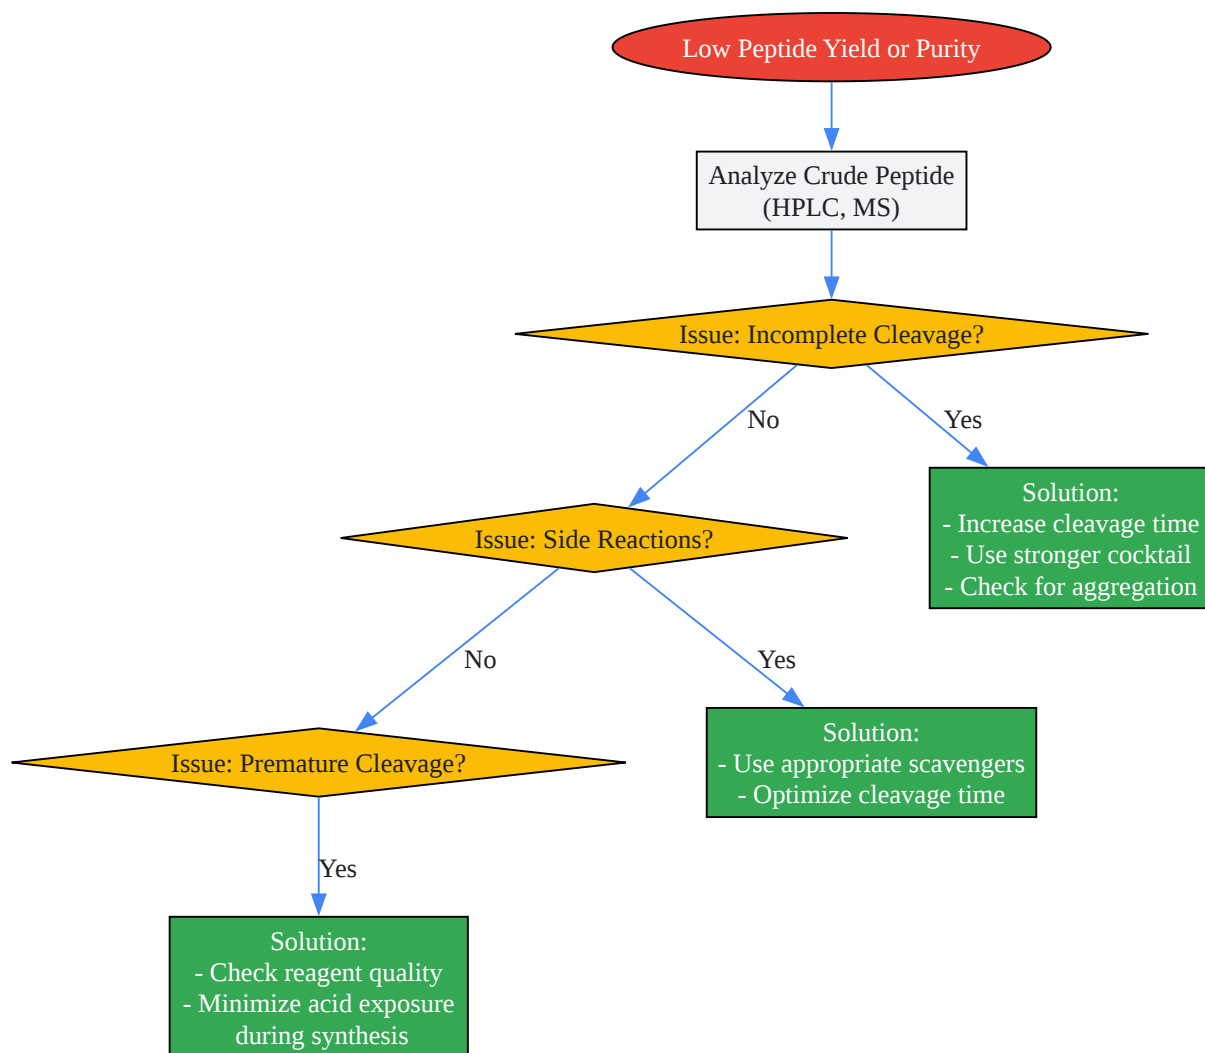 Low Peptide Yield or Purity
Analyze Crude Peptide
(HPLC, MS)
Issue: Incomplete Cleavage?
No
Yes
Solution:
- Increase cleavage time
- Use stronger cocktail
- Check for aggregation
Issue: Side Reactions?
No
Yes
Solution:
- Use appropriate scavengers
- Optimize cleavage time
Issue: Premature Cleavage?
Yes
Solution:
- Check reagent quality
- Minimize acid exposure
during synthesis